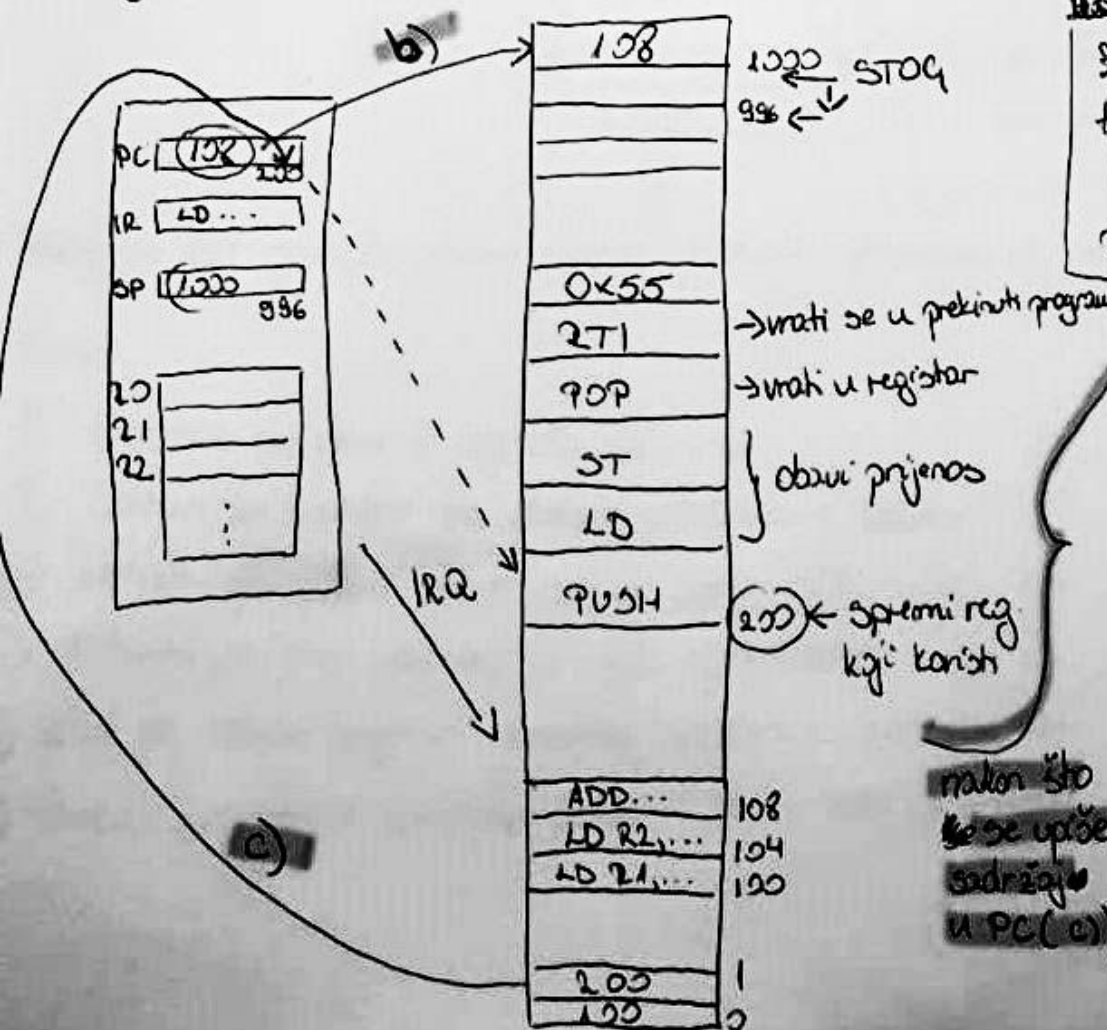 b)
108
1000
STOG
996
PC 108
200
IR LD...
SP 1000
996
20
21
22
0x55
RTI → vrati se u prekinuti program
POP → vrati u registar
ST
LD
obavi prijenos
IRQ
PUSH
200 ← spremi reg
koji koristi
c)
ADD... 108
LD R2,... 104
LD R1,... 100
nakon što
se upiše
sadržaj
u PC (c)
200 1
100 0